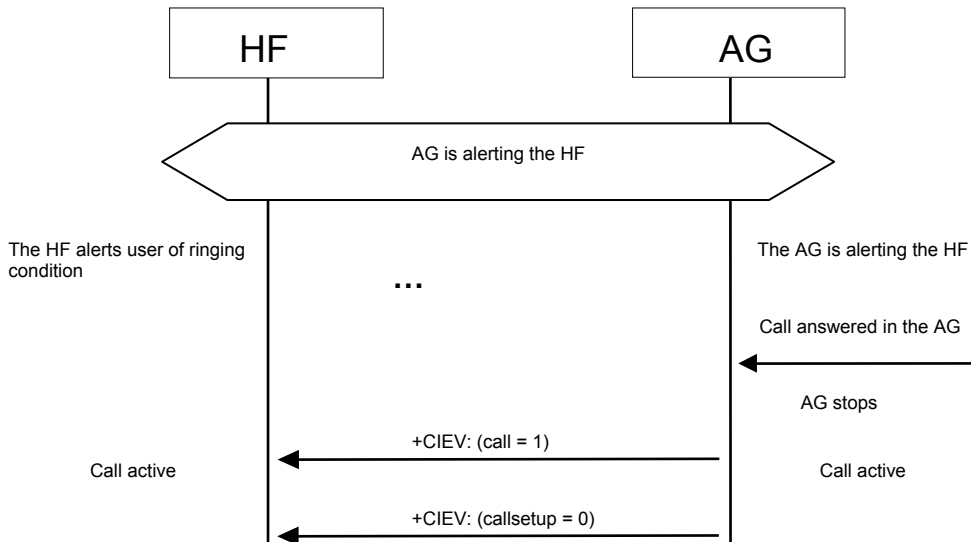 HF
AG
AG is alerting the HF
The HF alerts user of ringing
condition
The AG is alerting the HF
...
Call answered in the AG
AG stops
+CIEV: (call = 1)
Call active
Call active
+CIEV: (callsetup = 0)